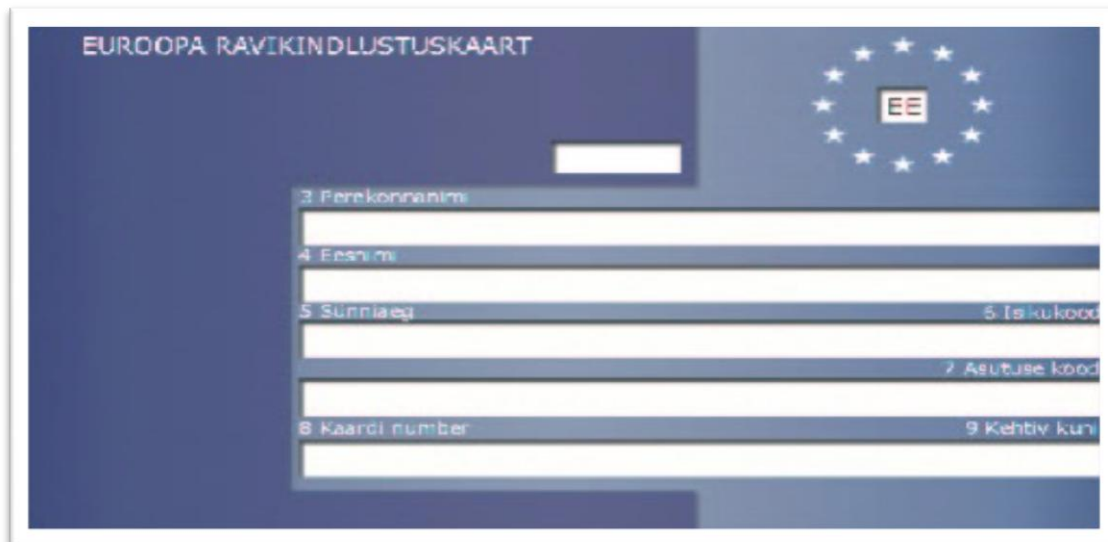 EUROOPA RAVIKINDLUSTUSKAART
EE
3 Perekonnanimi
4 Eesnimi
5 Sünniaeg 6 Isikukood
7 Asutuse kood
8 Kaardi number 9 Kehtiv kuni